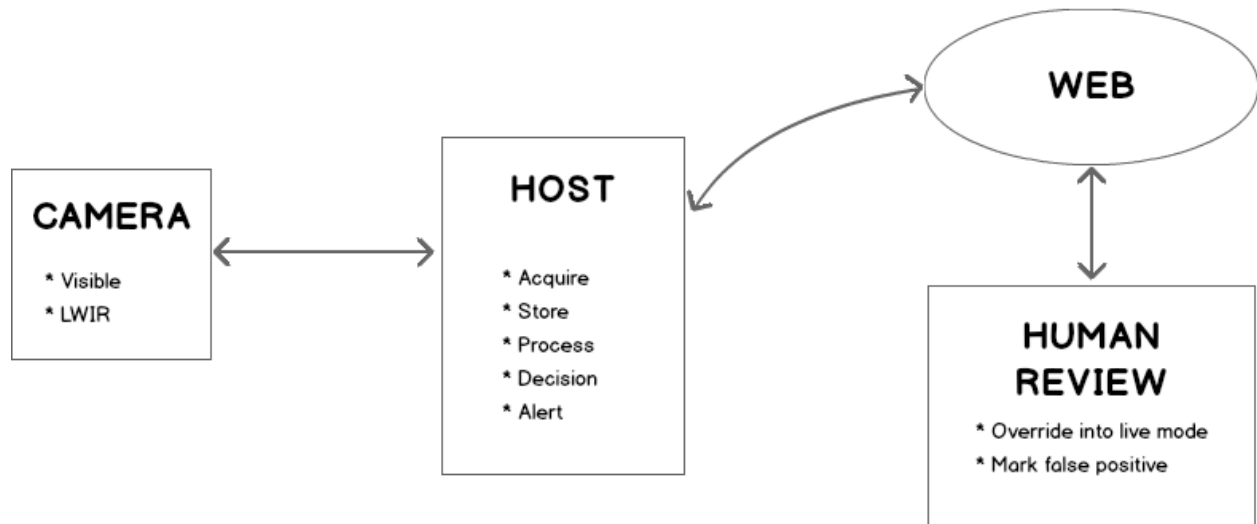 CAMERA
* Visible
* LWIR
HOST
* Acquire
* Store
* Process
* Decision
* Alert
WEB
HUMAN
REVIEW
* Override into live mode
* Mark false positive